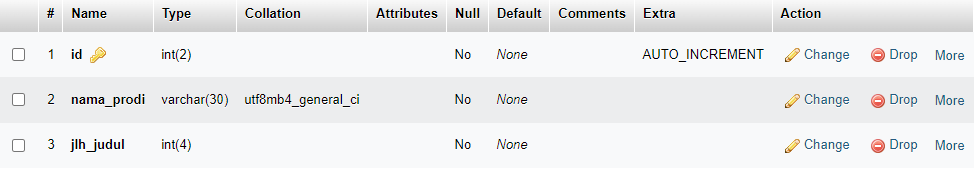 # Name Type Collation Attributes Null Default Comments Extra Action
1 id int(2) No None AUTO_INCREMENT Change Drop More
2 nama_prodi varchar(30) utf8mb4_general_ci No None Change Drop More
3 jlh_judul int(4) No None Change Drop More